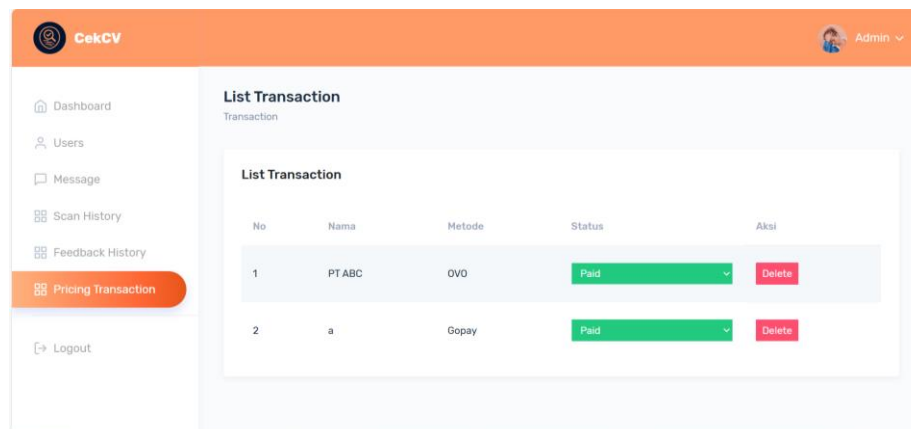 CekCV
Admin
Dashboard
Users
Message
Scan History
Feedback History
Pricing Transaction
Logout
List Transaction
Transaction
List Transaction
No Nama Metode Status Aksi
1 PT ABC OVO Paid Delete
2 a Gopay Paid Delete